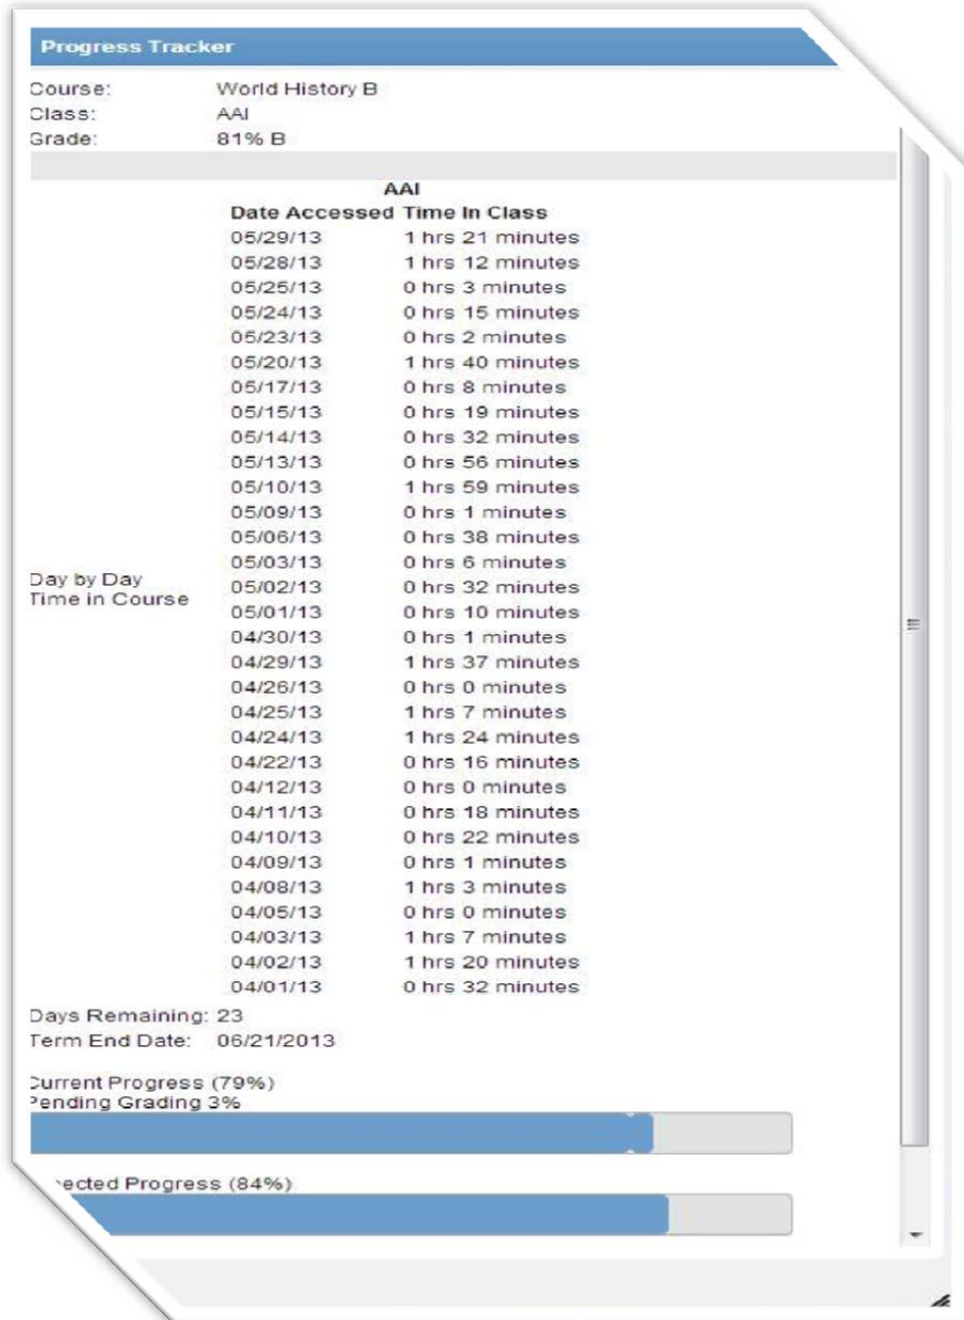 Progress Tracker
Course: World History B
Class: AAI
Grade: 81% B
AAI
Date Accessed Time In Class
05/29/13 1 hrs 21 minutes
05/28/13 1 hrs 12 minutes
05/25/13 0 hrs 3 minutes
05/24/13 0 hrs 15 minutes
05/23/13 0 hrs 2 minutes
05/20/13 1 hrs 40 minutes
05/17/13 0 hrs 8 minutes
05/15/13 0 hrs 19 minutes
05/14/13 0 hrs 32 minutes
05/13/13 0 hrs 56 minutes
05/10/13 1 hrs 59 minutes
05/09/13 0 hrs 1 minutes
05/06/13 0 hrs 38 minutes
05/03/13 0 hrs 6 minutes
Day by Day
Time in Course
05/02/13 0 hrs 32 minutes
05/01/13 0 hrs 10 minutes
04/30/13 0 hrs 1 minutes
04/29/13 1 hrs 37 minutes
04/26/13 0 hrs 0 minutes
04/25/13 1 hrs 7 minutes
04/24/13 1 hrs 24 minutes
04/22/13 0 hrs 16 minutes
04/12/13 0 hrs 0 minutes
04/11/13 0 hrs 18 minutes
04/10/13 0 hrs 22 minutes
04/09/13 0 hrs 1 minutes
04/08/13 1 hrs 3 minutes
04/05/13 0 hrs 0 minutes
04/03/13 1 hrs 7 minutes
04/02/13 1 hrs 20 minutes
04/01/13 0 hrs 32 minutes
Days Remaining: 23
Term End Date: 06/21/2013
Current Progress (79%)
Pending Grading 3%
ected Progress (84%)